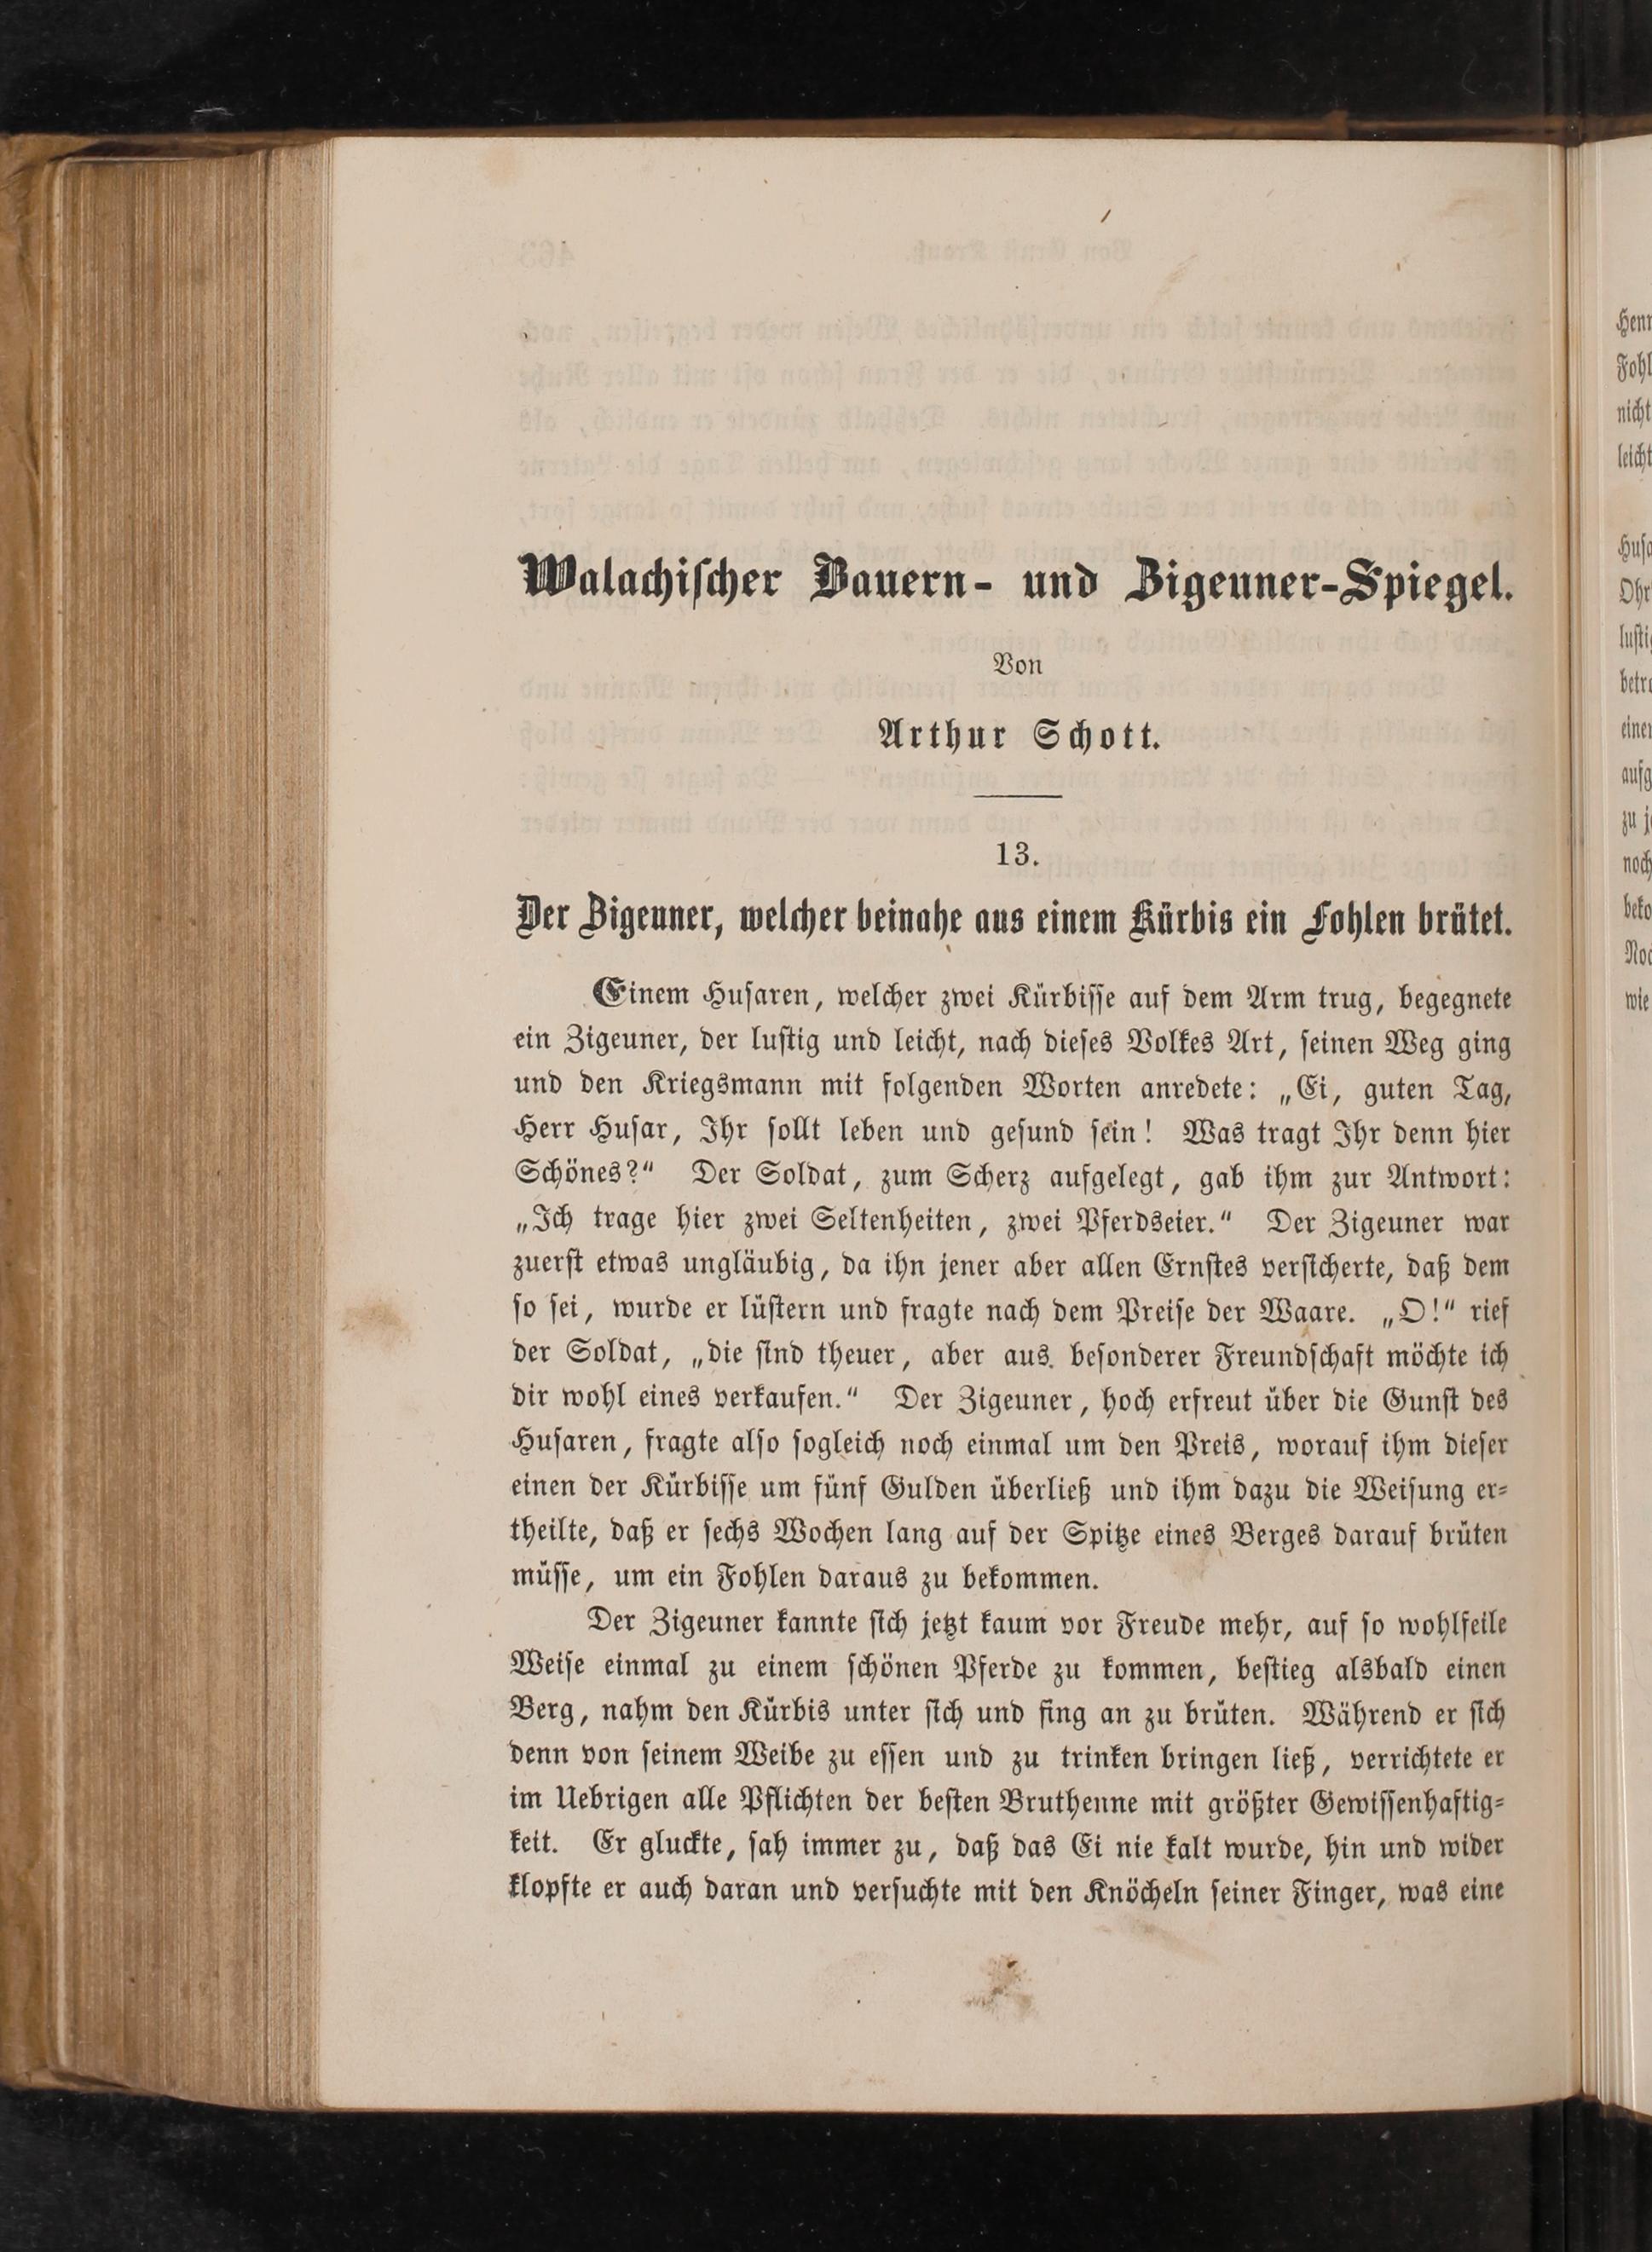 Walachischer Bauern- und Zigeuner-Spiegel.
Von
Arthur Schott.
13.
Der Zigeuner, welcher beinahe aus einem Kürbis ein Fohlen brütet.
Einem Husaren, welcher zwei Kürbisse auf dem Arm trug, begegnete
ein Zigeuner, der lustig und leicht, nach dieses Volkes Art, seinen Weg ging
und den Kriegsmann mit folgenden Worten anredete: „Ei, guten Tag,
Herr Husar, Ihr sollt leben und gesund sein! Was tragt Ihr denn hier
Schönes?“ Der Soldat, zum Scherz aufgelegt, gab ihm zur Antwort:
„Ich trage hier zwei Seltenheiten, zwei Pferdseier.“ Der Zigeuner war
zuerst etwas ungläubig, da ihn jener aber allen Ernstes versicherte, daß dem
so sei, wurde er lüstern und fragte nach dem Preise der Waare. „O!“ rief
der Soldat, „die sind theuer, aber aus besonderer Freundschaft möchte ich
dir wohl eines verkaufen.“ Der Zigeuner, hoch erfreut über die Gunst des
Husaren, fragte also sogleich noch einmal um den Preis, worauf ihm dieser
einen der Kürbisse um fünf Gulden überließ und ihm dazu die Weisung er-
theilte, daß er sechs Wochen lang auf der Spitze eines Berges darauf brüten
müsse, um ein Fohlen daraus zu bekommen.
Der Zigeuner kannte sich jetzt kaum vor Freude mehr, auf so wohlfeile
Weise einmal zu einem schönen Pferde zu kommen, bestieg alsbald einen
Berg, nahm den Kürbis unter sich und fing an zu brüten. Während er sich
denn von seinem Weibe zu essen und zu trinken bringen ließ, verrichtete er
im Uebrigen alle Pflichten der besten Bruthenne mit größter Gewissenhaftig-
keit. Er gluckte, sah immer zu, daß das Ei nie kalt wurde, hin und wider
klopfte er auch daran und versuchte mit den Knöcheln seiner Finger, was eine